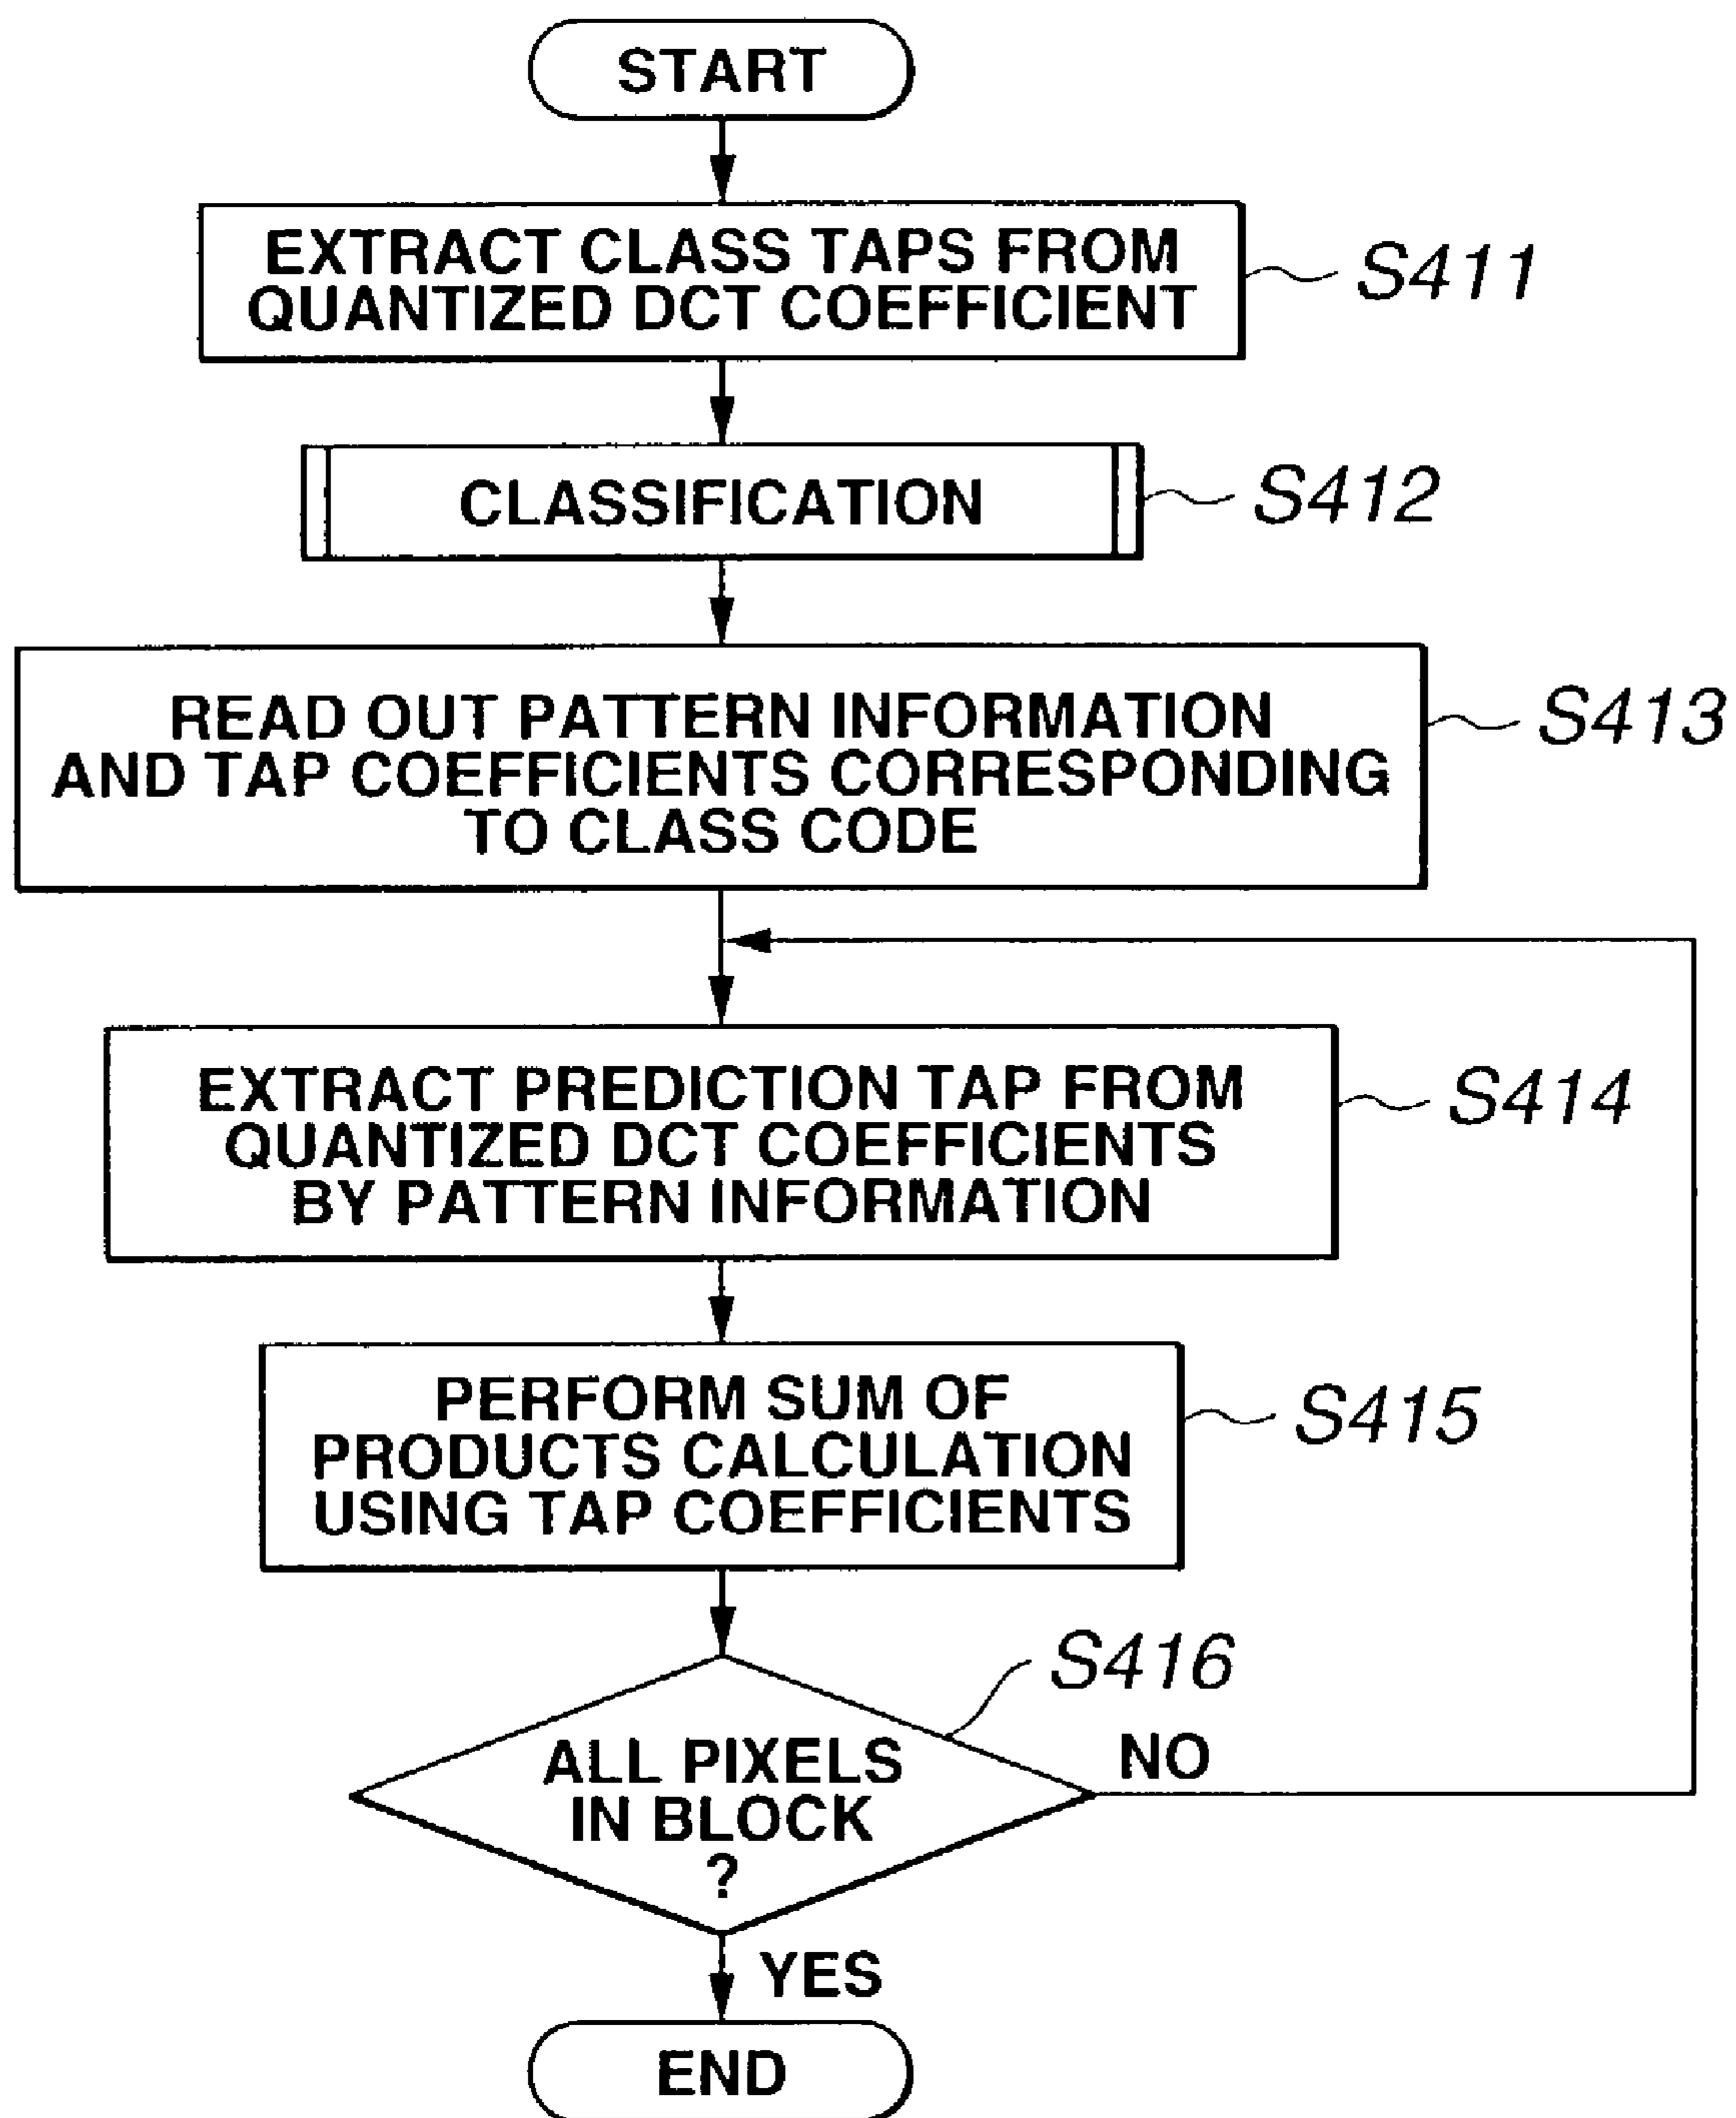 START
EXTRACT CLASS TAPS FROM
QUANTIZED DCT COEFFICIENT
S411
CLASSIFICATION
S412
READ OUT PATTERN INFORMATION
AND TAP COEFFICIENTS CORRESPONDING
TO CLASS CODE
S413
EXTRACT PREDICTION TAP FROM
QUANTIZED DCT COEFFICIENTS
BY PATTERN INFORMATION
S414
PERFORM SUM OF
PRODUCTS CALCULATION
USING TAP COEFFICIENTS
S415
S416
ALL PIXELS
IN BLOCK
?
NO
YES
END